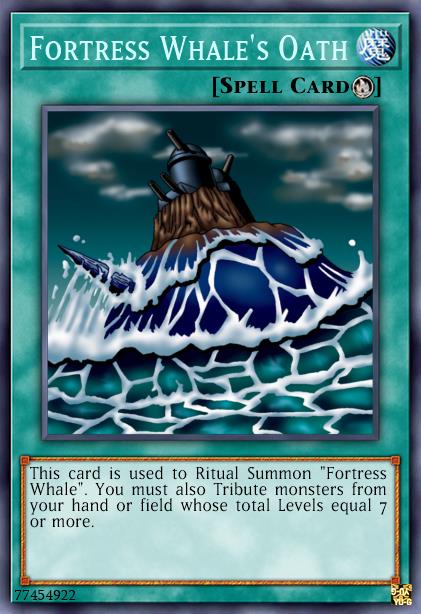 Fortress Whale's Oath 魔
[Spell Card]
This card is used to Ritual Summon "Fortress
Whale". You must also Tribute monsters from
your hand or field whose total Levels equal 7
or more.
77454922